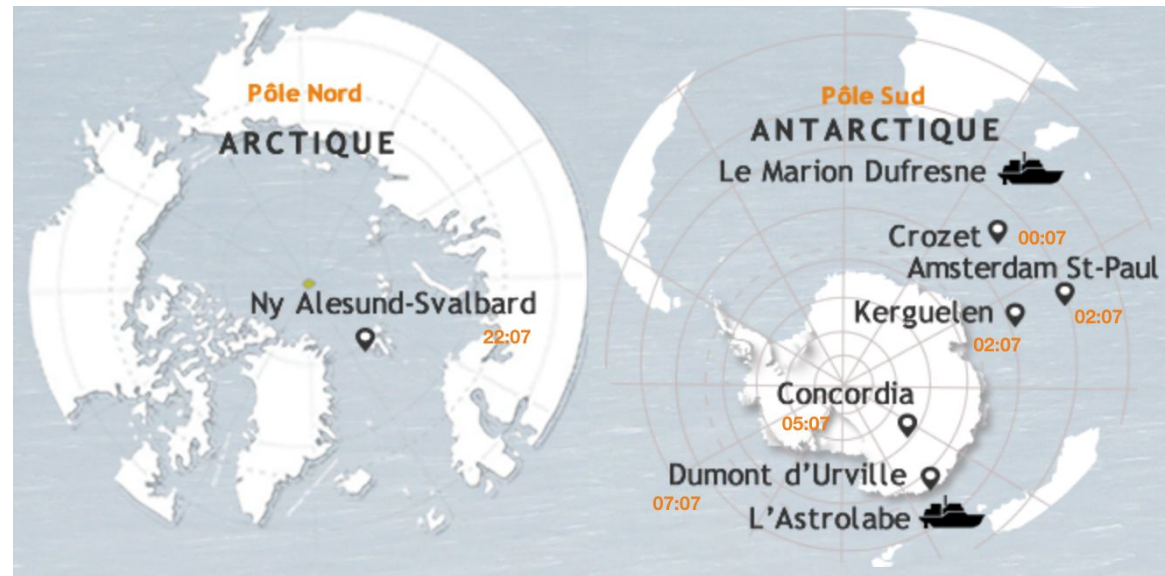 Pôle Nord
ARCTIQUE
Ny Alesund-Svalbard
22:07
Pôle Sud
ANTARCTIQUE
Le Marion Dufresne
Crozet 00:07
Amsterdam St-Paul
02:07
Kerguelen
02:07
Concordia
05:07
Dumont d'Urville
07:07
L'Astrolabe